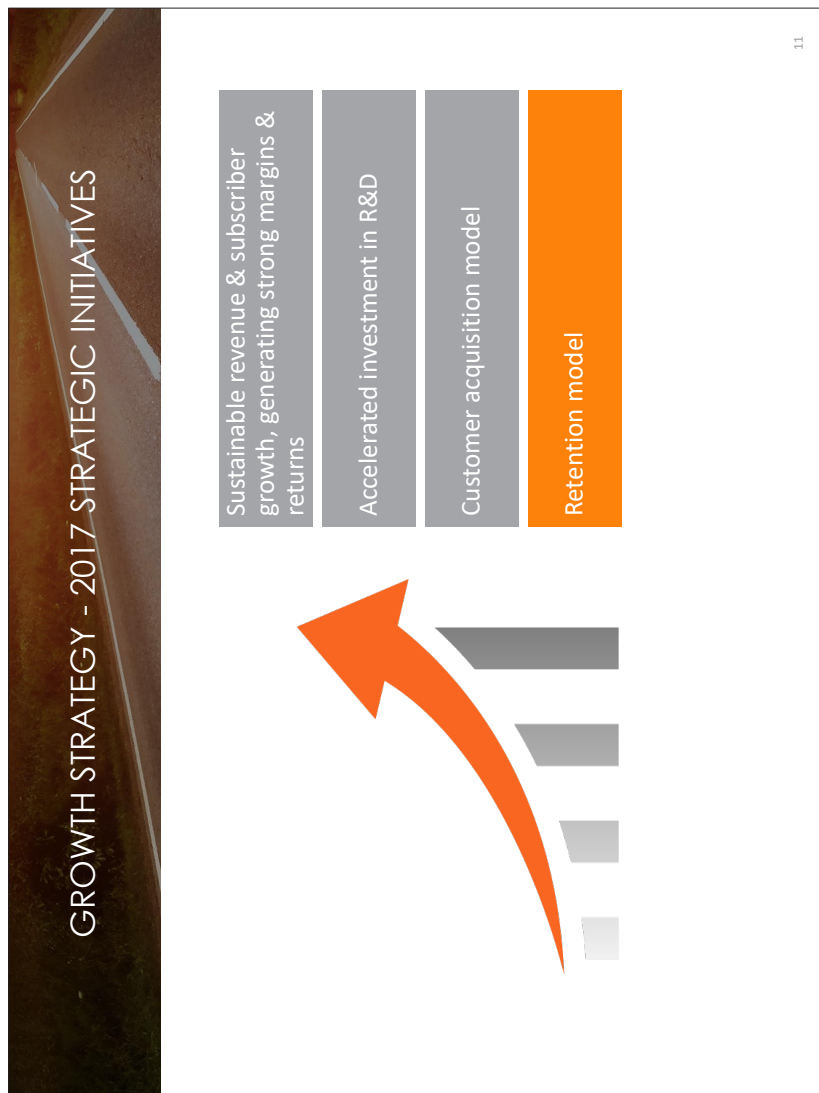 GROWTH STRATEGY - 2017 STRATEGIC INITIATIVES
Sustainable revenue & subscriber
growth, generating strong margins &
returns
Accelerated investment in R&D
Customer acquisition model
Retention model
11